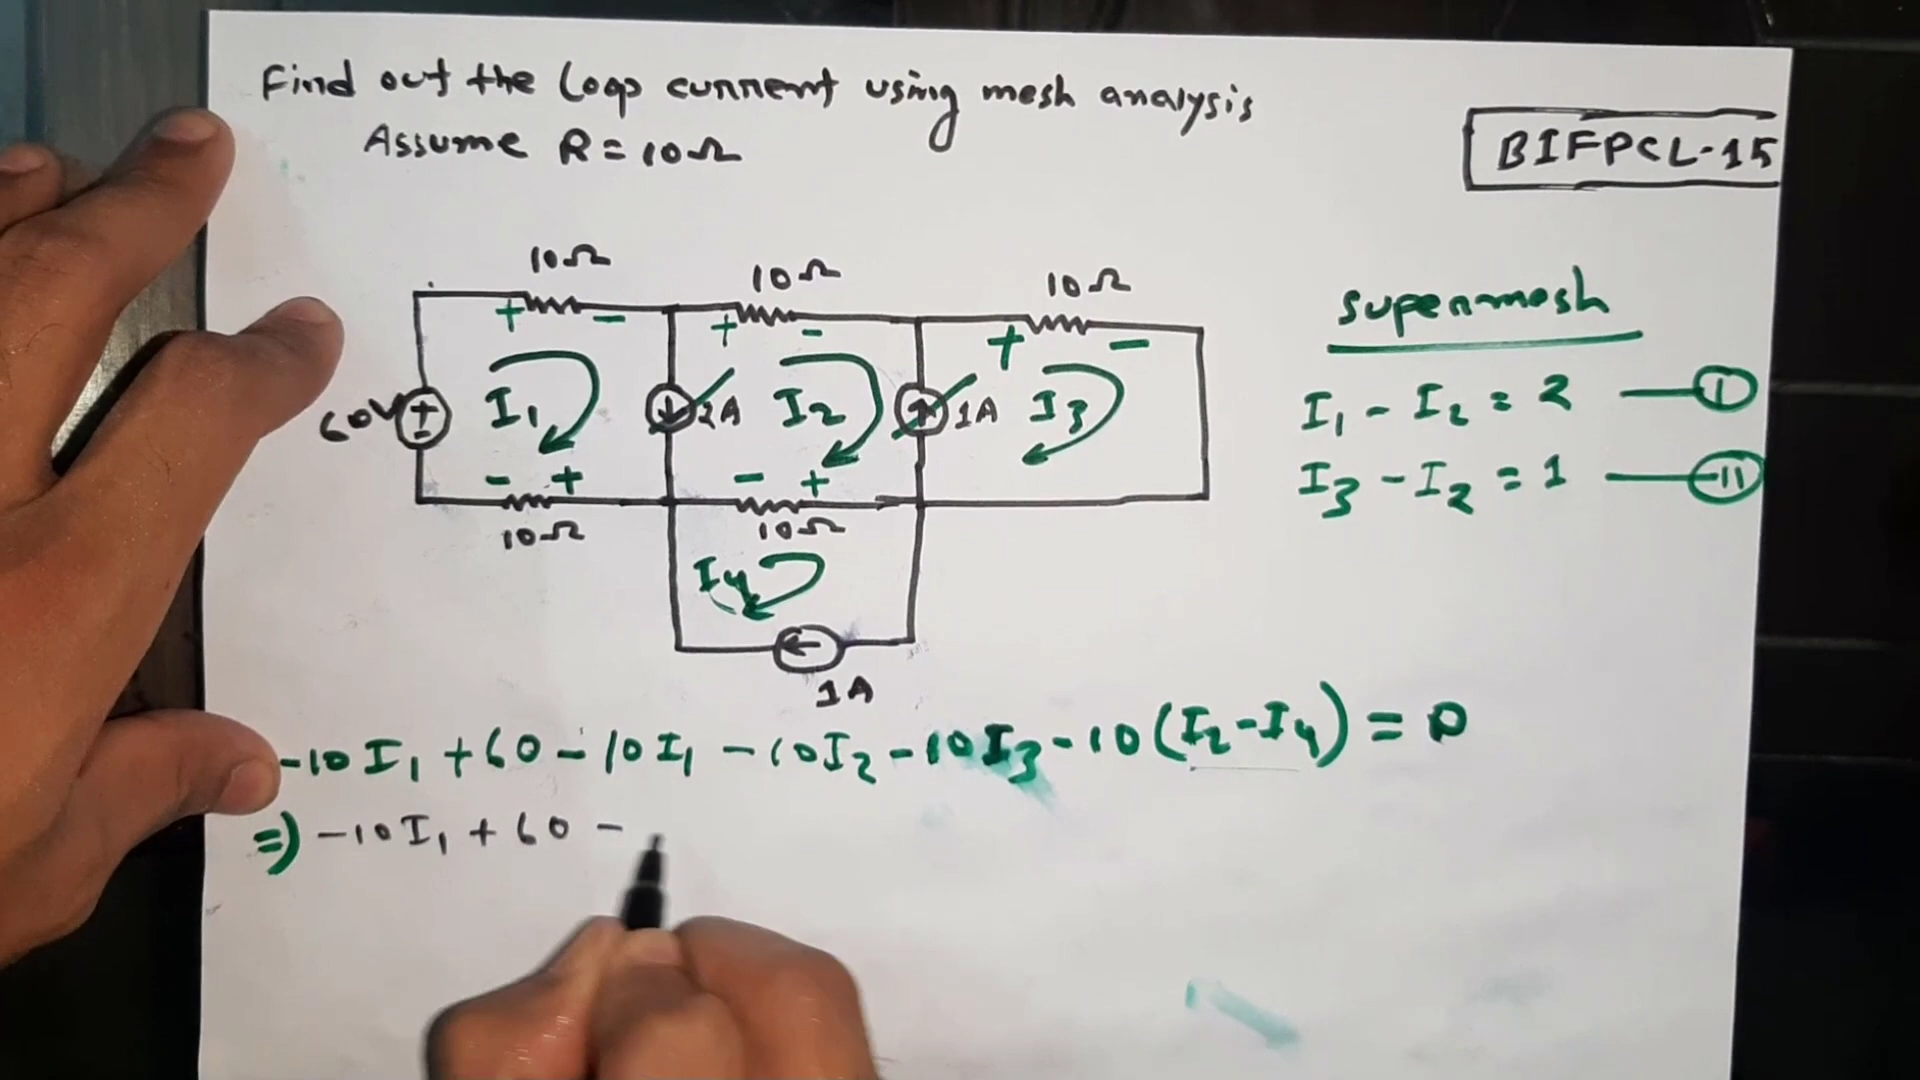 Find out the loop current using mesh analysis
Assume R = 10Ω
BIFPCL-15
10Ω
10Ω
10Ω
60V
+
-
I₁
2A
I₂
1A
I₃
+ -
+ -
+ -
- +
- +
10Ω
10Ω
I₄
1A
Supermesh
I₁ - I₂ = 2 — I
I₃ - I₂ = 1 — II
-10I₁ + 60 - 10I₁ - 10I₂ - 10I₃ - 10(I₂ - I₄) = 0
⇒ -10I₁ + 60 -